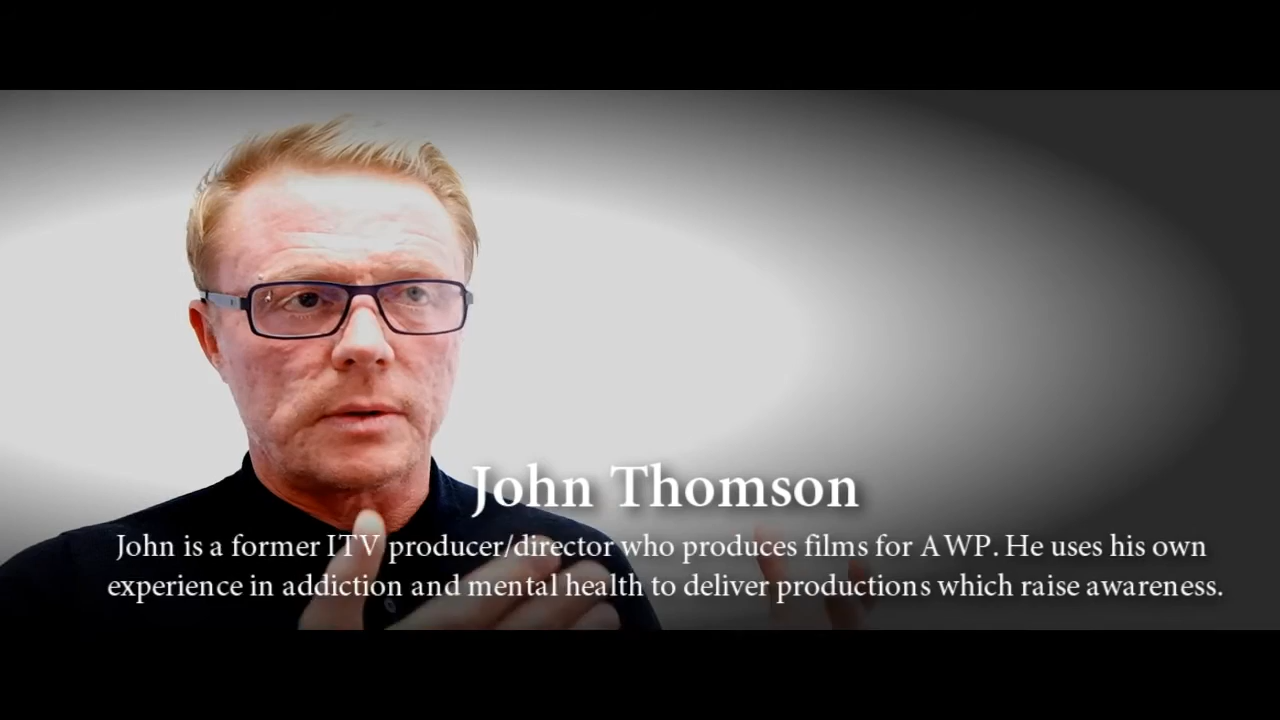 John Thomson
John is a former ITV producer/director who produces films for AWP. He uses his own
experience in addiction and mental health to deliver productions which raise awareness.